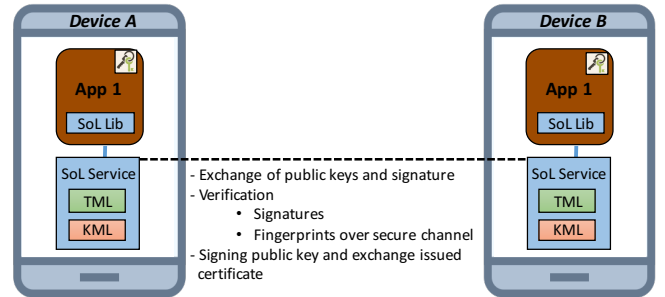 Device A
App 1
SoL Lib
SoL Service
TML
KML
- Exchange of public keys and signature
- Verification
• Signatures
• Fingerprints over secure channel
- Signing public key and exchange issued
certificate
Device B
App 1
SoL Lib
SoL Service
TML
KML